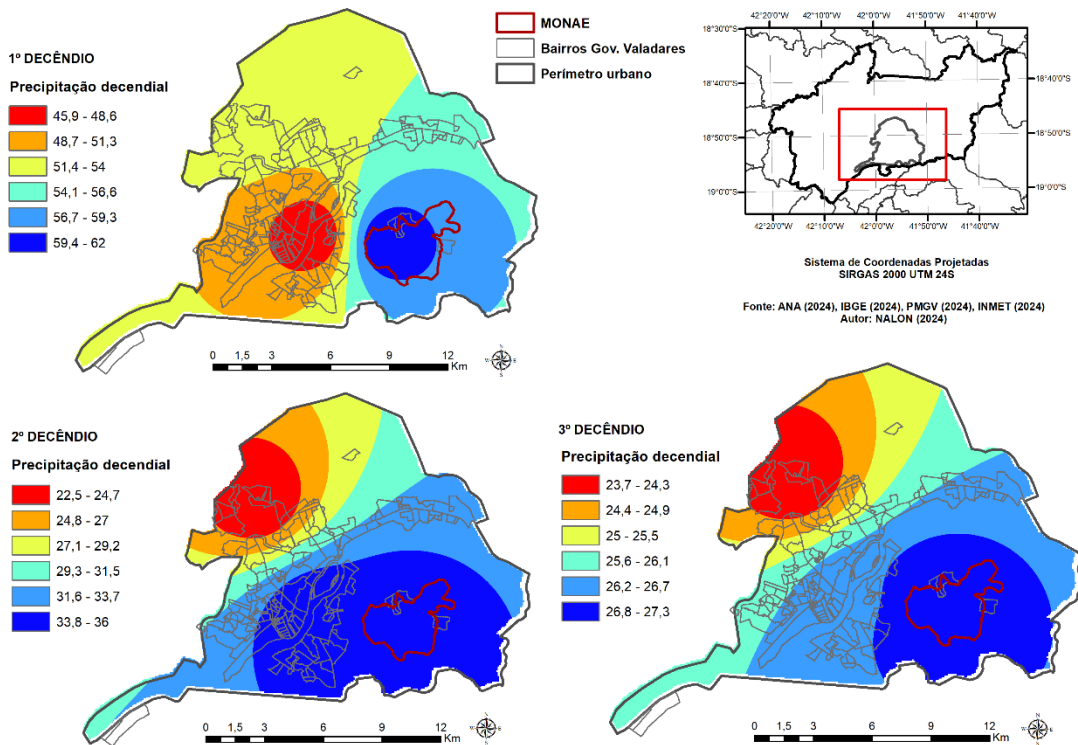 1º DECÊNDIO
Precipitação decendial
45,9 - 48,6
48,7 - 51,3
51,4 - 54
54,1 - 56,6
56,7 - 59,3
59,4 - 62
0 1,5 3 6 9 12
Km
N
W E
S
MONAE
Bairros Gov. Valadares
Perímetro urbano
42°20'0"W 42°10'0"W 42°0'0"W 41°50'0"W 41°40'0"W
18°30'0"S
18°40'0"S 18°40'0"S
18°50'0"S 18°50'0"S
19°0'0"S 19°0'0"S
42°20'0"W 42°10'0"W 42°0'0"W 41°50'0"W 41°40'0"W
Sistema de Coordenadas Projetadas
SIRGAS 2000 UTM 24S
Fonte: ANA (2024), IBGE (2024), PMGV (2024), INMET (2024)
Autor: NALON (2024)
2º DECÊNDIO
Precipitação decendial
22,5 - 24,7
24,8 - 27
27,1 - 29,2
29,3 - 31,5
31,6 - 33,7
33,8 - 36
0 1,5 3 6 9 12
Km
N
W E
S
3º DECÊNDIO
Precipitação decendial
23,7 - 24,3
24,4 - 24,9
25 - 25,5
25,6 - 26,1
26,2 - 26,7
26,8 - 27,3
0 1,5 3 6 9 12
Km
N
W E
S